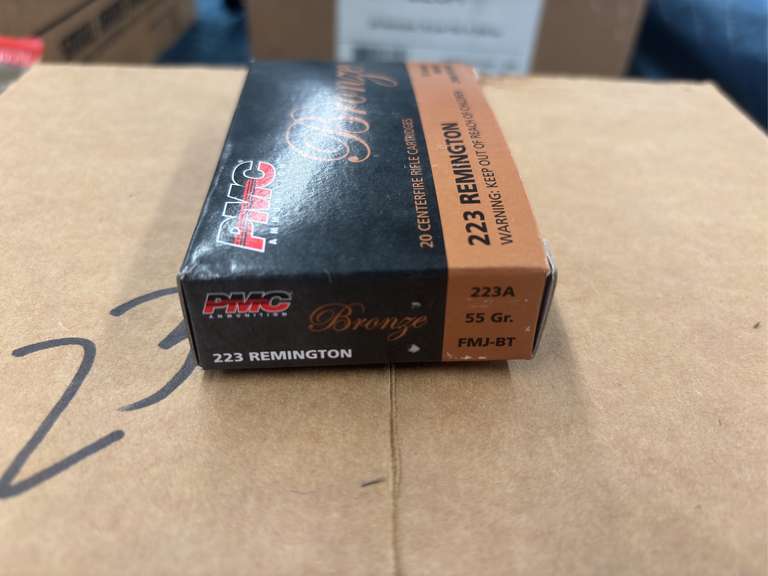 PMC
AMMUNITION
Bronze
223 REMINGTON
223A
55 Gr.
FMJ-BT
PMC
Bronze
20 CENTERFIRE RIFLE CARTRIDGES
223 REMINGTON
WARNING: KEEP OUT OF REACH OF CHILDREN
23